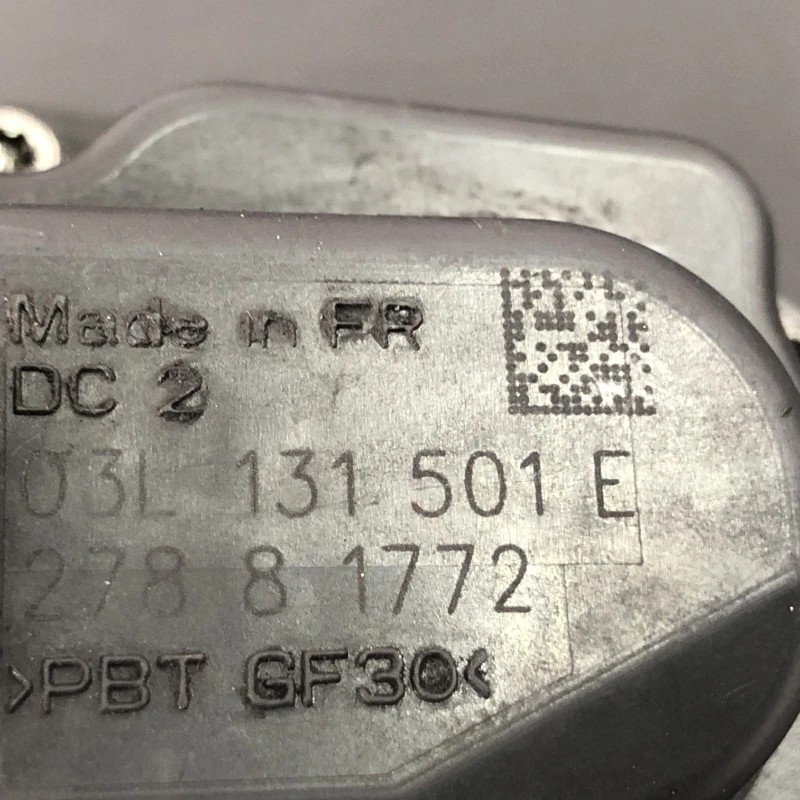 Made in FR
DC 2
03L 131 501 E
278 8 1772
>PBT GF30<